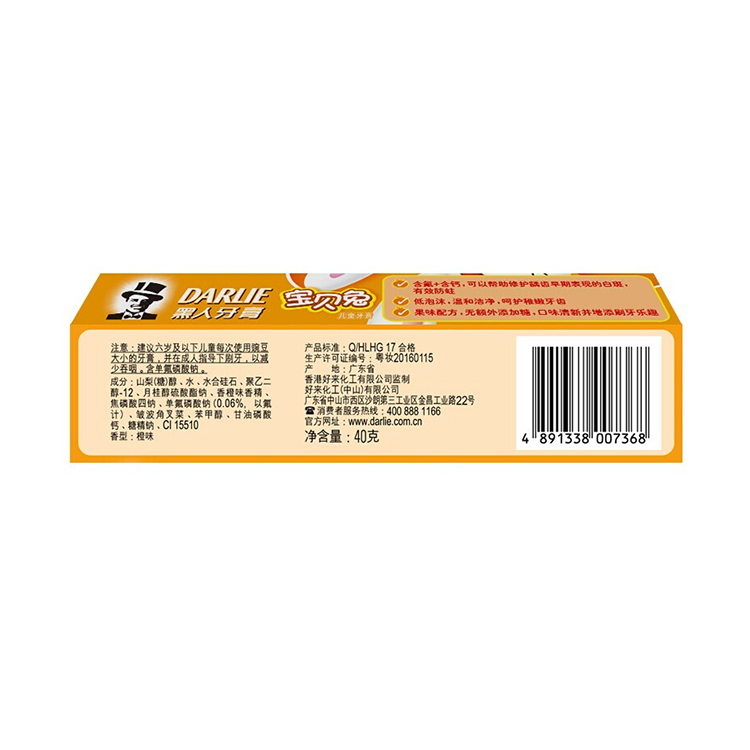 DARLIE
黑人牙膏
宝贝兔
儿童牙膏
含氟+含钙,可以帮助修护龋齿早期表现的白斑,
有效防蛀
低泡沫,温和洁净,呵护稚嫩牙齿
果味配方,无额外添加糖,口味清新并增添刷牙乐趣
注意:建议六岁及以下儿童每次使用豌豆
大小的牙膏,并在成人指导下刷牙,以减
少吞咽。含单氟磷酸钠。
成分:山梨(糖)醇、水、水合硅石、聚乙二
醇-12、月桂醇硫酸酯钠、香橙味香精、
焦磷酸四钠、单氟磷酸钠(0.06%,以氟
计)、皱波角叉菜、苯甲醇、甘油磷酸
钙、糖精钠、CI 15510
香型:橙味
产品标准:Q/HLHG 17 合格
生产许可证编号:粤妆20160115
产 地:广东省
香港好来化工有限公司监制
好来化工(中山)有限公司
广东省中山市西区沙朗第三工业区金昌工业路22号
☎消费者服务热线:400 888 1166
官方网址:www.darlie.com.cn
净含量:40克
4 891338 007368